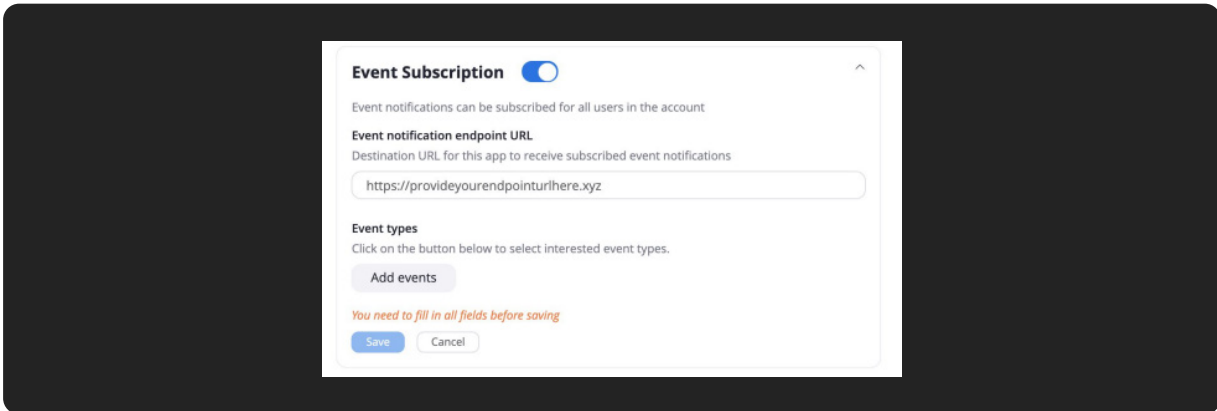 Event Subscription
Event notifications can be subscribed for all users in the account
Event notification endpoint URL
Destination URL for this app to receive subscribed event notifications
https://provideyourendpointurlhere.xyz
Event types
Click on the button below to select interested event types.
Add events
You need to fill in all fields before saving
Save Cancel